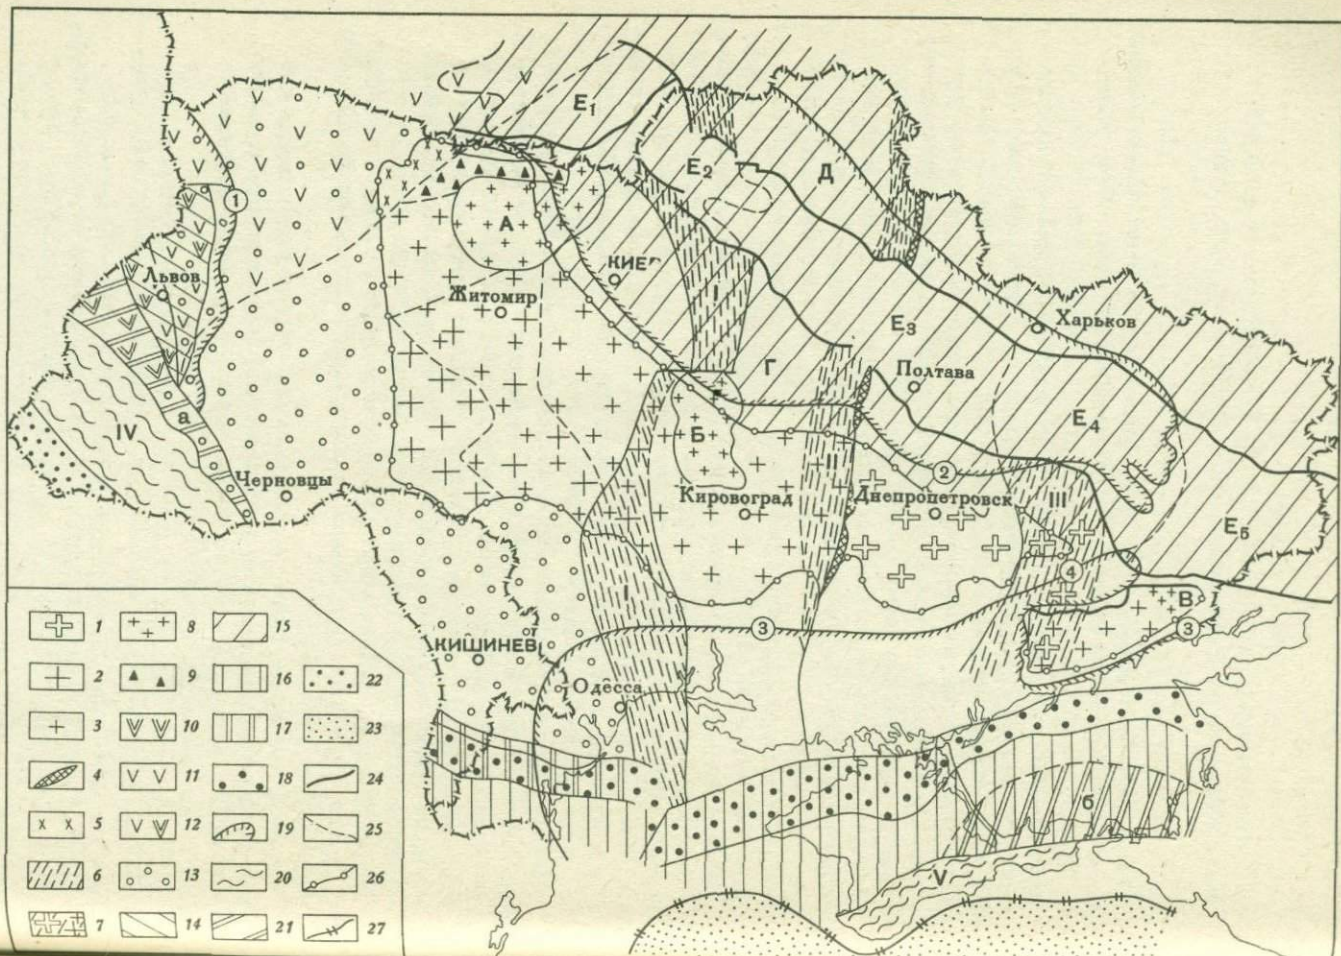 Е₁
Е₂
Д
1
А
КИЕВ
Львов
Житомир
I
Е₃
Харьков
Г
Полтава
а
IV
Б
II
Е₄
2
Черновцы
Кировоград
Днепропетровск
III
Е₅
4
I
В
3
3
КИШИНЕВ
Одесса
б
V
1 8 15
2 9 16 22
3 10 17 23
4 11 18 24
5 12 19 25
6 13 20 26
7 14 21 27